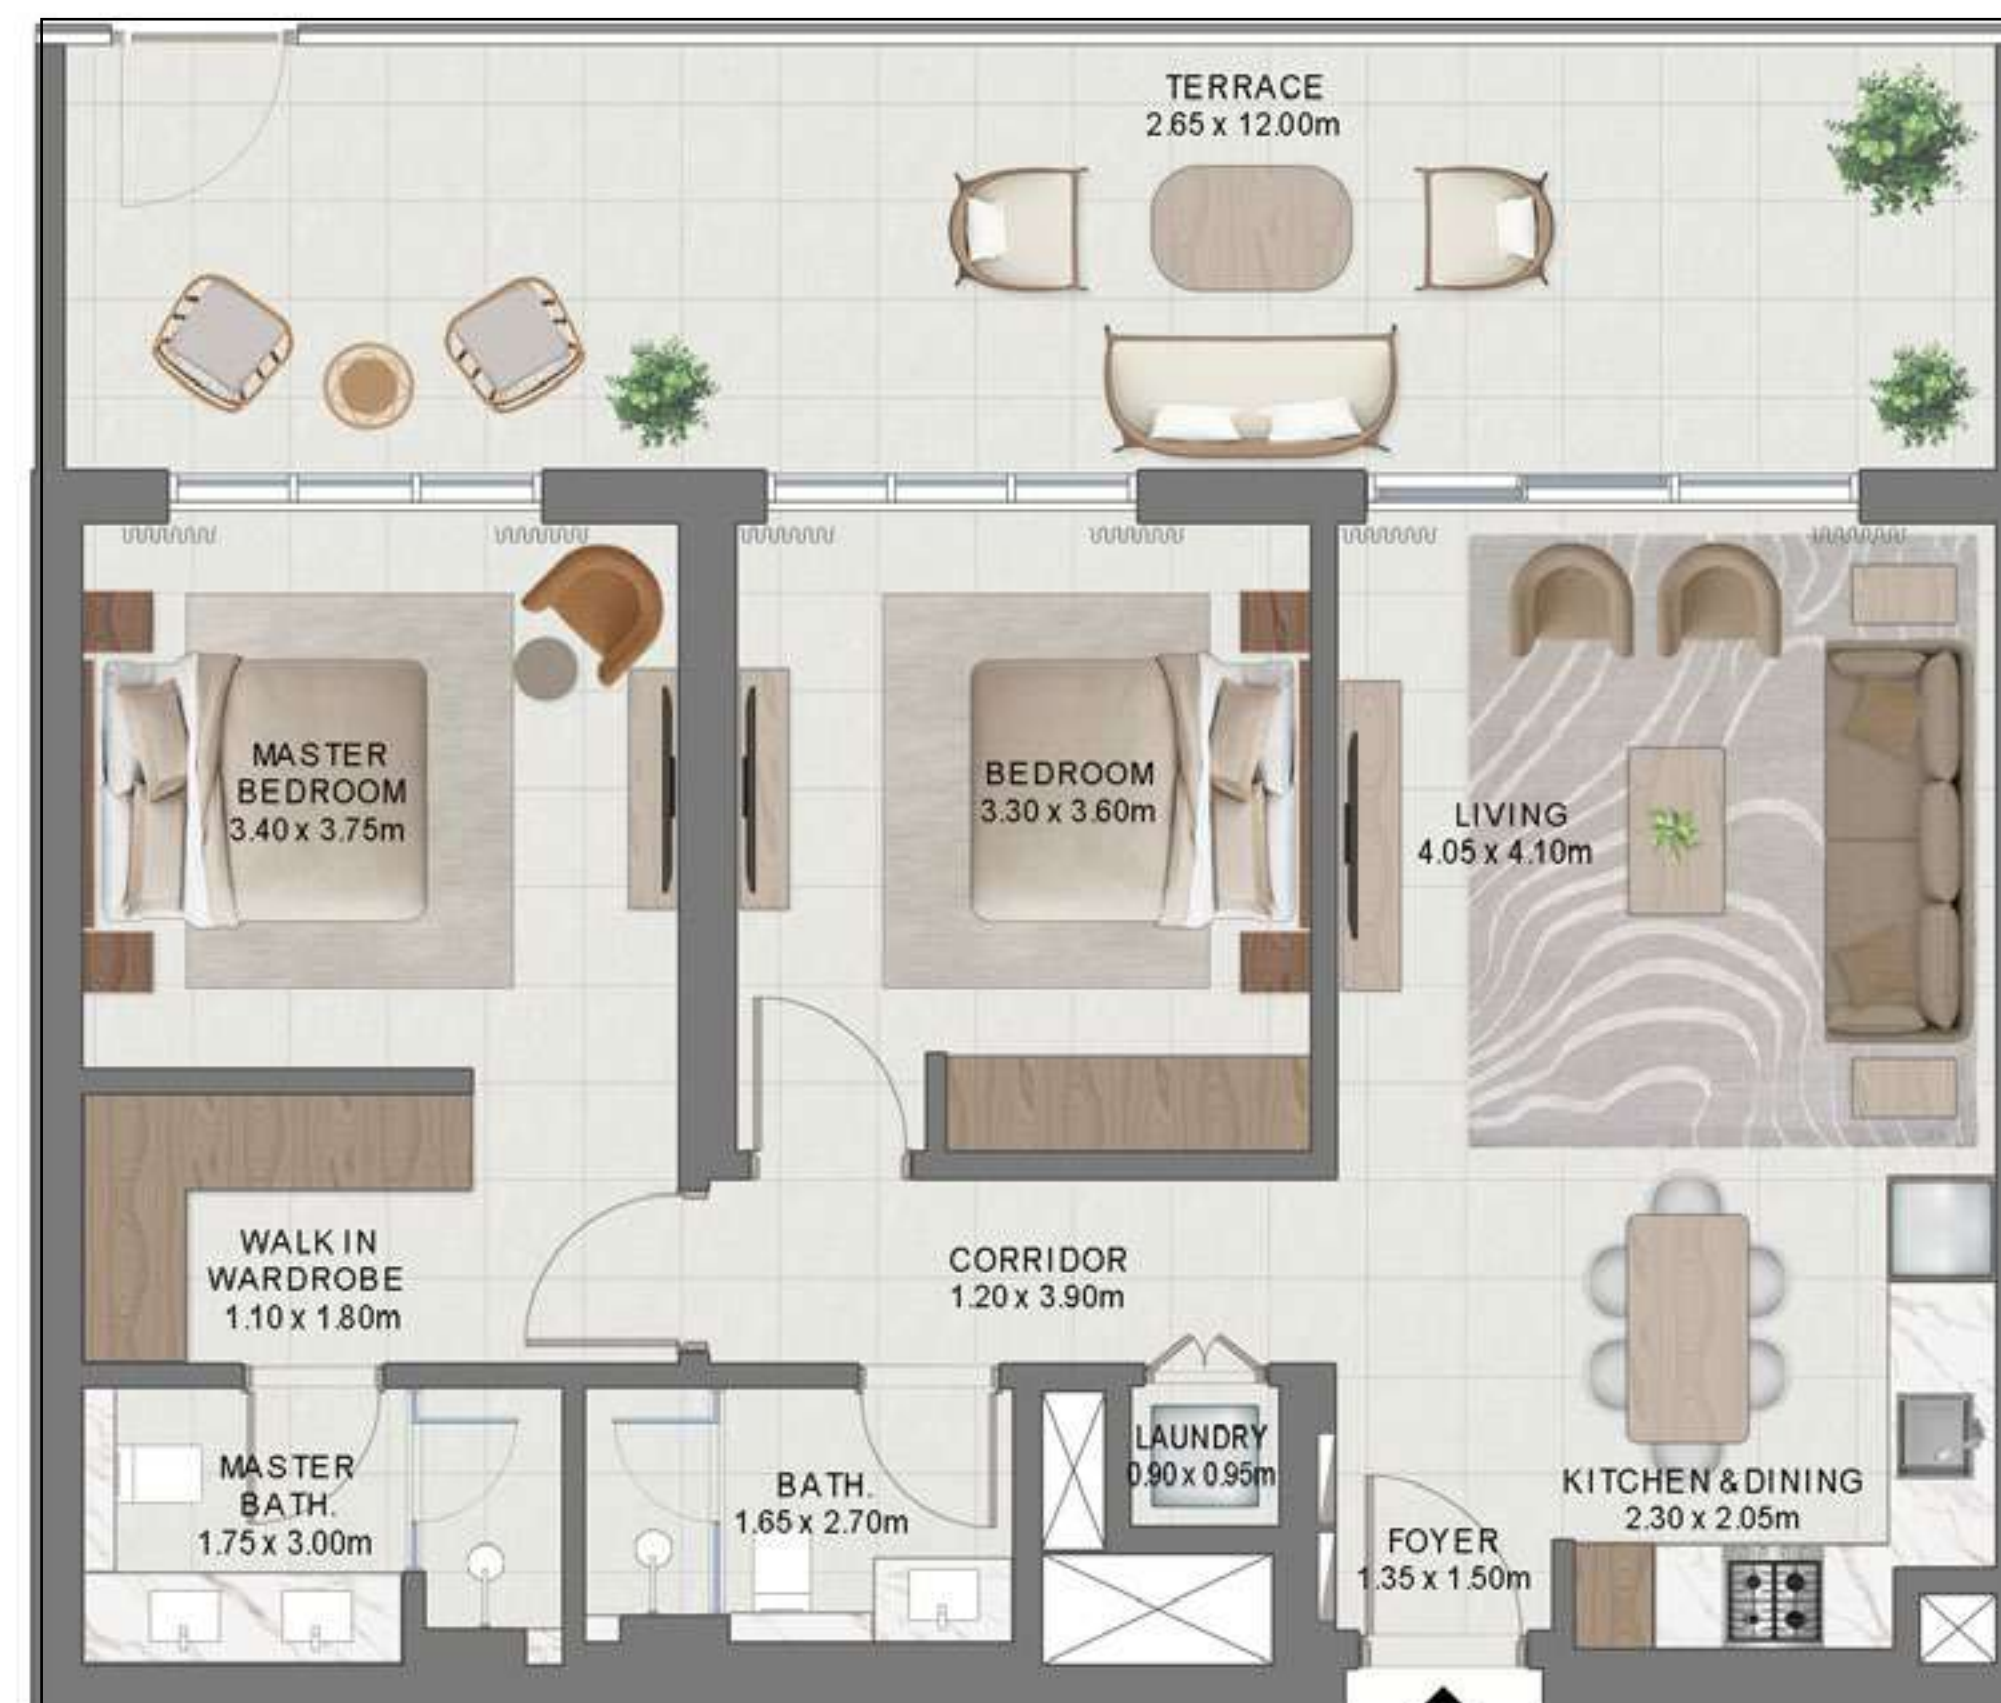 TERRACE
2.65 x 12.00m
MASTER
BEDROOM
3.40 x 3.75m
BEDROOM
3.30 x 3.60m
LIVING
4.05 x 4.10m
WALK IN
WARDROBE
1.10 x 1.80m
CORRIDOR
1.20 x 3.90m
MASTER
BATH.
1.75 x 3.00m
BATH.
1.65 x 2.70m
LAUNDRY
0.90 x 0.95m
FOYER
1.35 x 1.50m
KITCHEN & DINING
2.30 x 2.05m